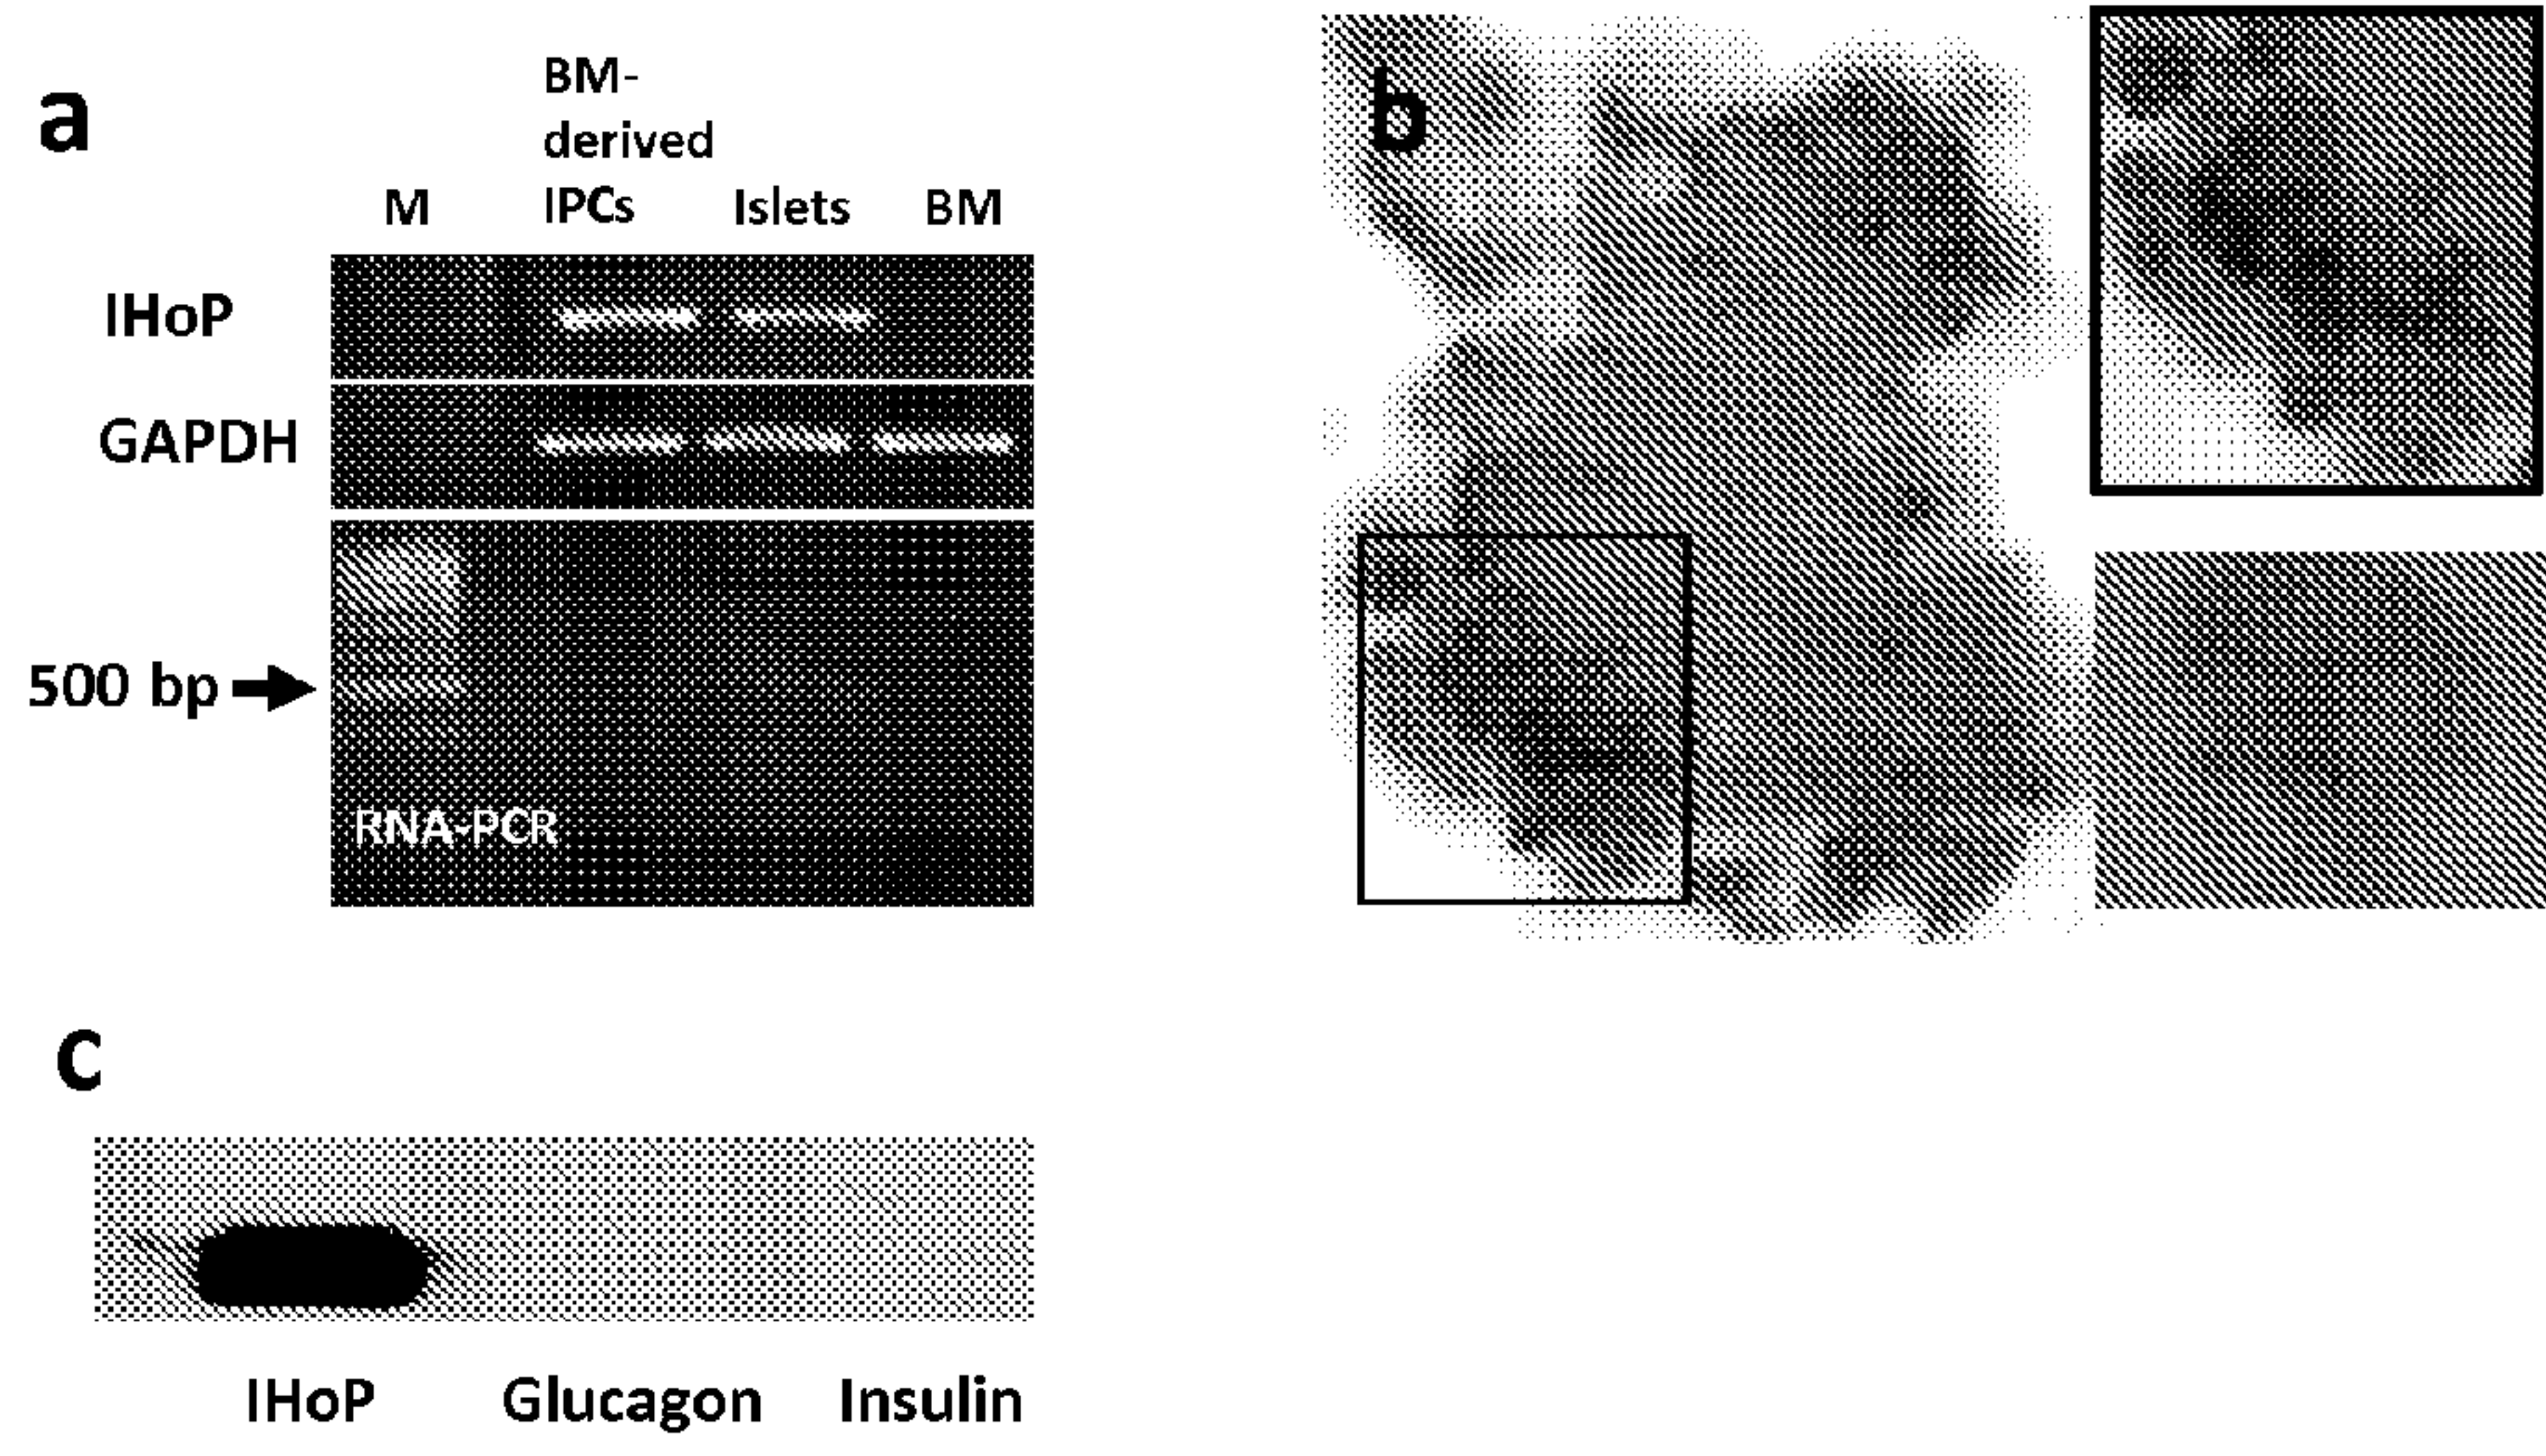 a
BM-
derived
M IPCs Islets BM
IHoP
GAPDH
500 bp
RNA-PCR
b
c
IHoP Glucagon Insulin